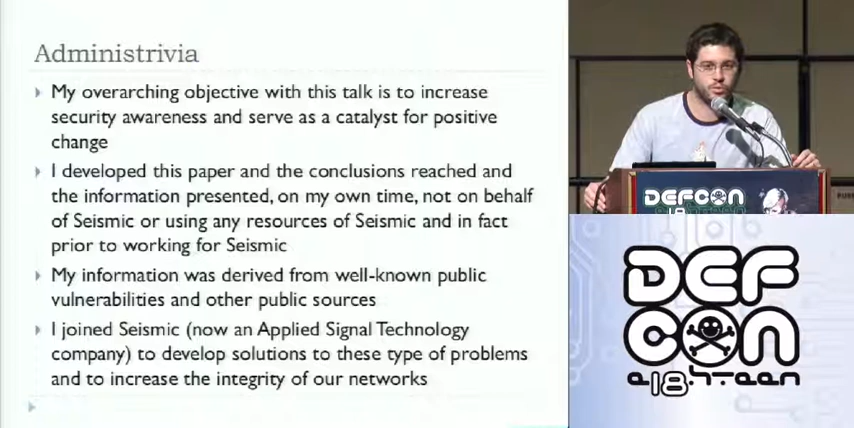 Administrivia
My overarching objective with this talk is to increase
security awareness and serve as a catalyst for positive
change
I developed this paper and the conclusions reached and
the information presented, on my own time, not on behalf
of Seismic or using any resources of Seismic and in fact
prior to working for Seismic
My information was derived from well-known public
vulnerabilities and other public sources
I joined Seismic (now an Applied Signal Technology
company) to develop solutions to these type of problems
and to increase the integrity of our networks
DEFCON
18
DEF
CON
e18hteen